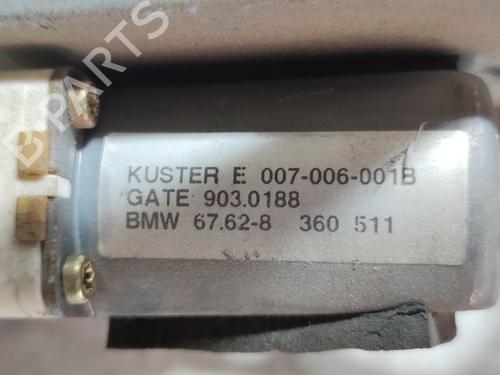 KUSTER E 007-006-001B
GATE 903.0188
BMW 67.62-8 360 511
B-PARTS